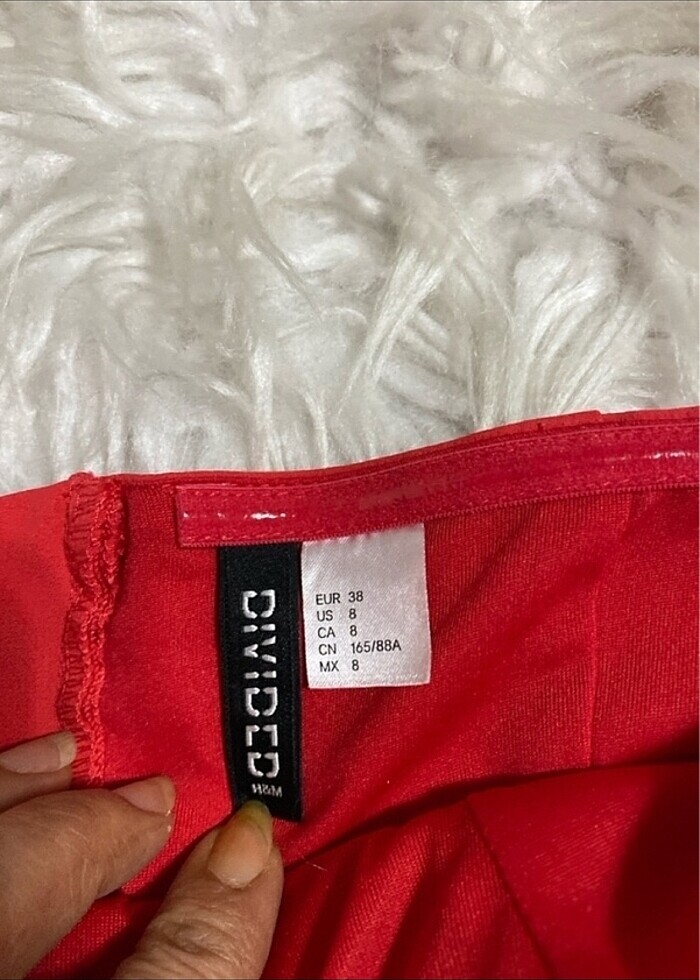 DIVIDED
H&M
EUR 38
US 8
CA 8
CN 165/88A
MX 8